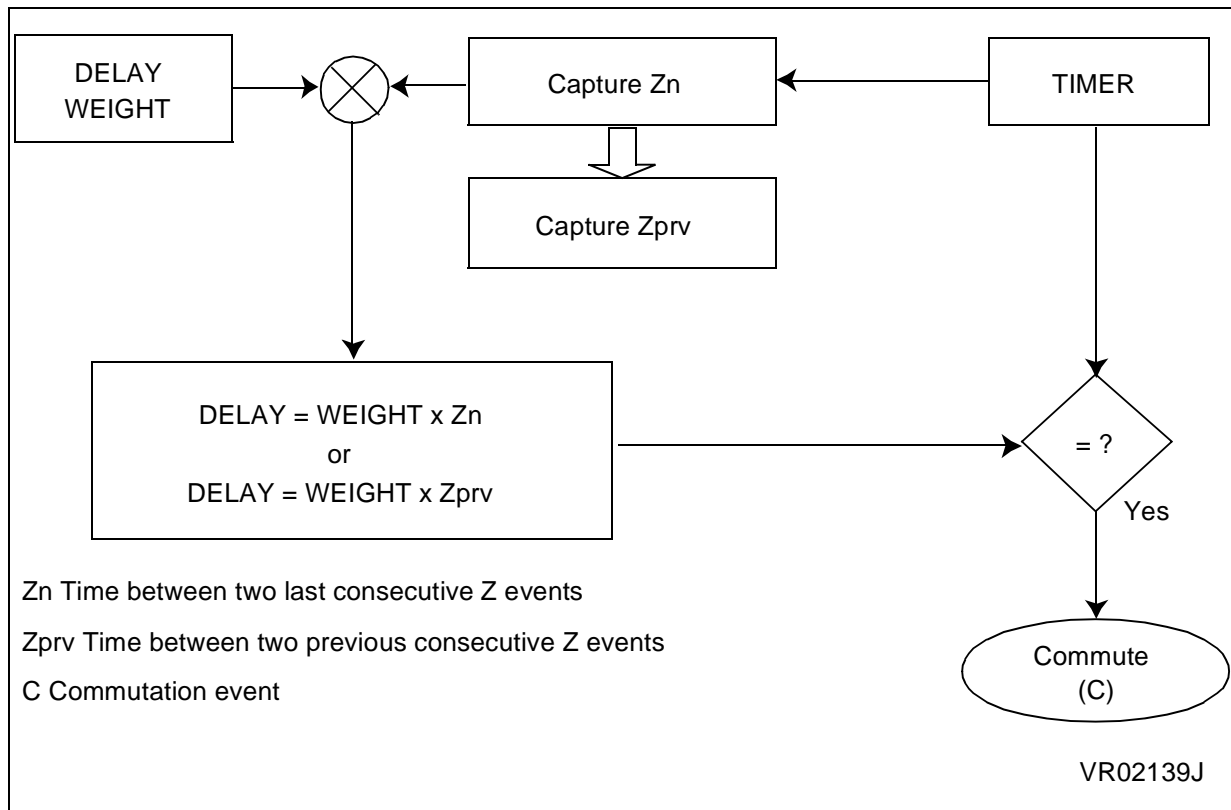 DELAY
WEIGHT
Capture Zn
TIMER
Capture Zprv
DELAY = WEIGHT x Zn
or
DELAY = WEIGHT x Zprv
= ?
Yes
Zn Time between two last consecutive Z events
Zprv Time between two previous consecutive Z events
C Commutation event
Commute
(C)
VR02139J